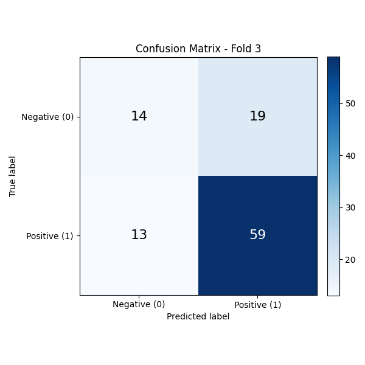 Confusion Matrix - Fold 3
Negative (0)
14
19
Positive (1)
13
59
Negative (0)
Positive (1)
True label
Predicted label
50
40
30
20